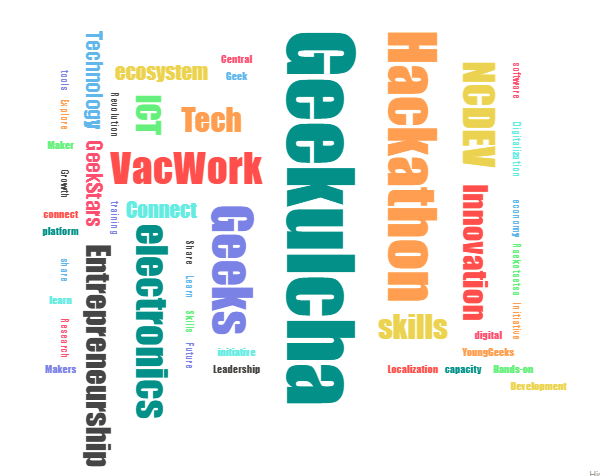 Technology
ecosystem
Central
Geek
Geekulcha
Hackathon
NCDEV
software
tools
Explore
Revolution
ICT
Tech
Digitalization
Maker
GeekStars
VacWork
Growth
connect
platform
training
Connect
Geeks
Innovation
economy
share
learn
Research
Makers
Entrepreneurship
electronics
Share
Learn
Skills
Future
initiative
Leadership
skills
Initiative
digital
YoungGeeks
Localization
capacity
Hands-on
Development